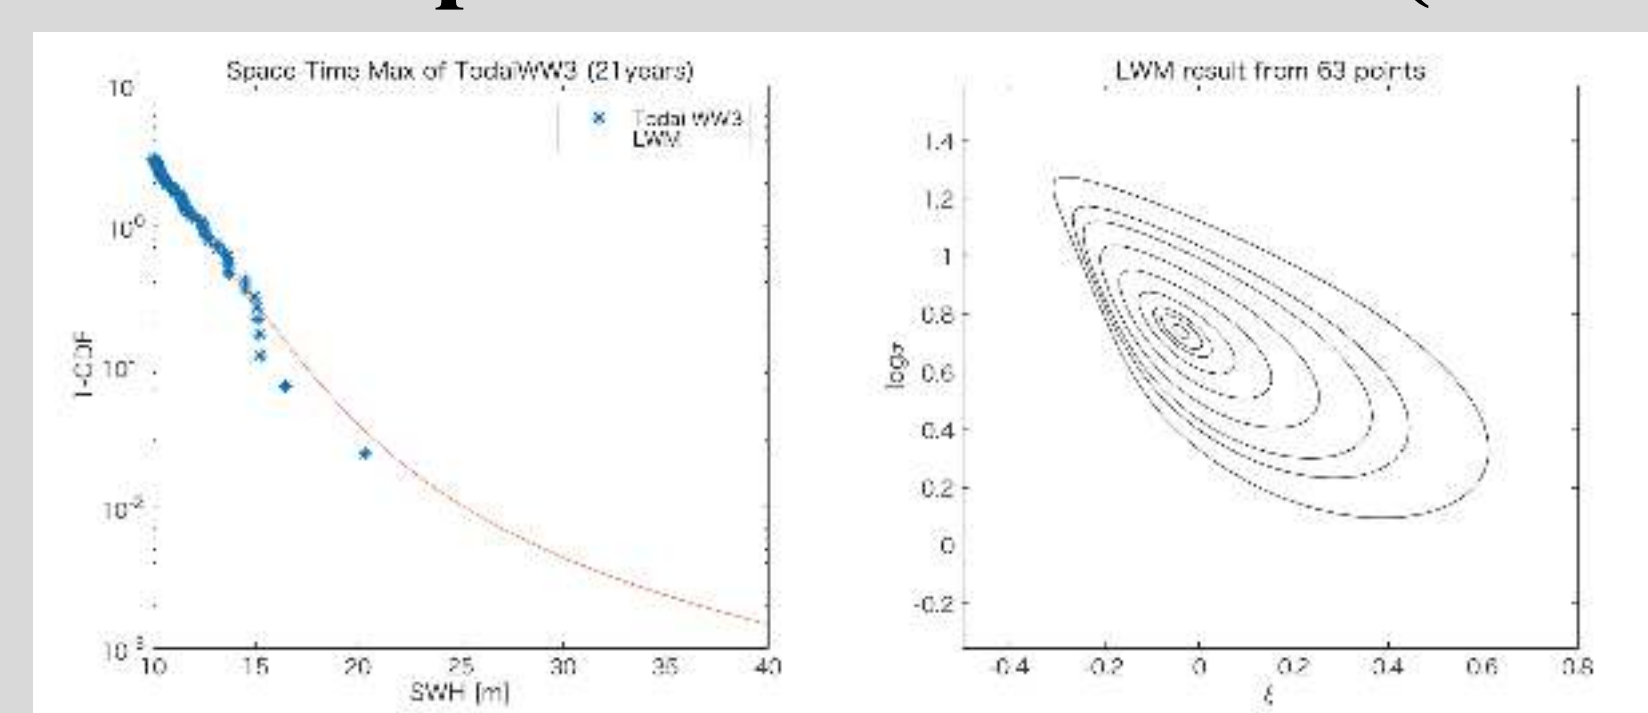 Space Time Max of TodaiWW3 (21years)
Todai WW3
LWM
10
10⁰
10
10
10
1-CDF
10 15 20 25 30 35 40
SWH [m]
LWM result from 63 points
1.4
1.2
1
0.8
0.6
0.4
0.2
0
-0.2
logσ
-0.4 -0.2 0 0.2 0.4 0.6 0.8
ξ